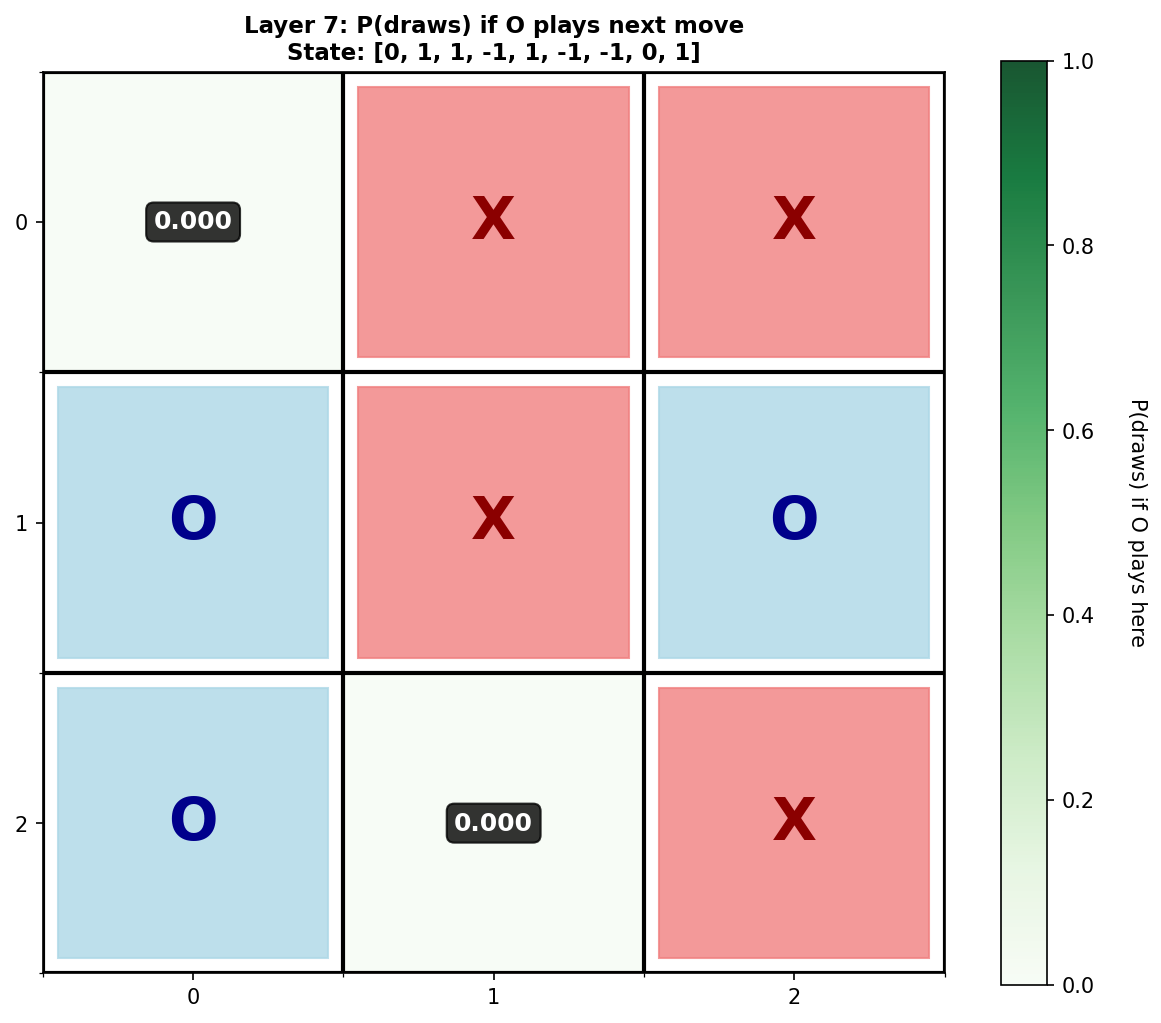 Layer 7: P(draws) if O plays next move
State: [0, 1, 1, -1, 1, -1, -1, 0, 1]
0.000
X
X
O
X
O
O
0.000
X
0
1
2
0
1
2
1.0
0.8
0.6
0.4
0.2
0.0
P(draws) if O plays here